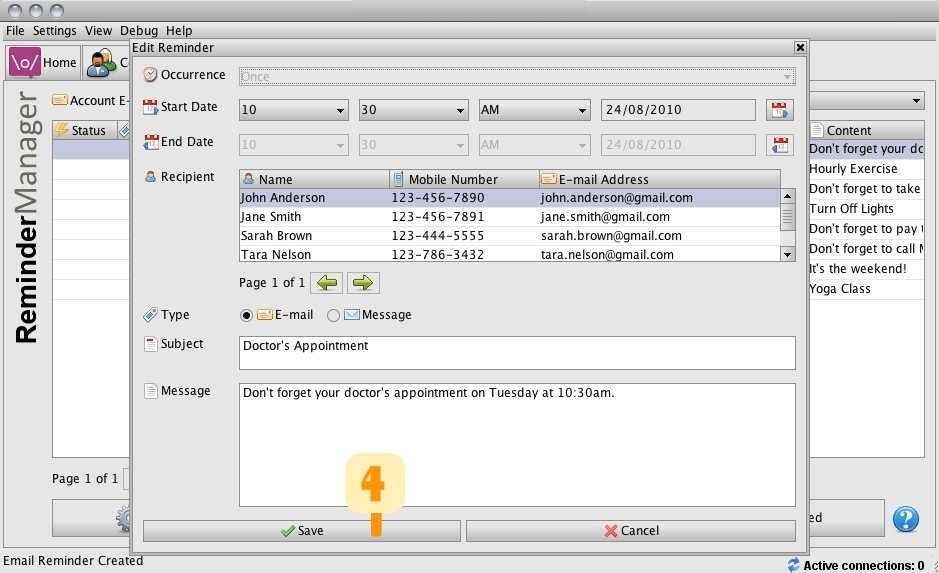 File Settings View Debug Help
Edit Reminder
\o/ Home C
ReminderManager
Account E-
Status
Occurrence Once
Start Date 10 30 AM 24/08/2010
End Date 10 30 AM 24/08/2010
Recipient
Name Mobile Number E-mail Address
John Anderson 123-456-7890 john.anderson@gmail.com
Jane Smith 123-456-7891 jane.smith@gmail.com
Sarah Brown 123-444-5555 sarah.brown@gmail.com
Tara Nelson 123-786-3432 tara.nelson@gmail.com
Page 1 of 1
Type E-mail Message
Subject Doctor's Appointment
Message Don't forget your doctor's appointment on Tuesday at 10:30am.
4
Save Cancel
Content
Don't forget your dc
Hourly Exercise
Don't forget to take
Turn Off Lights
Don't forget to pay t
Don't forget to call M
It's the weekend!
Yoga Class
Page 1 of 1
ed
?
Email Reminder Created
Active connections: 0